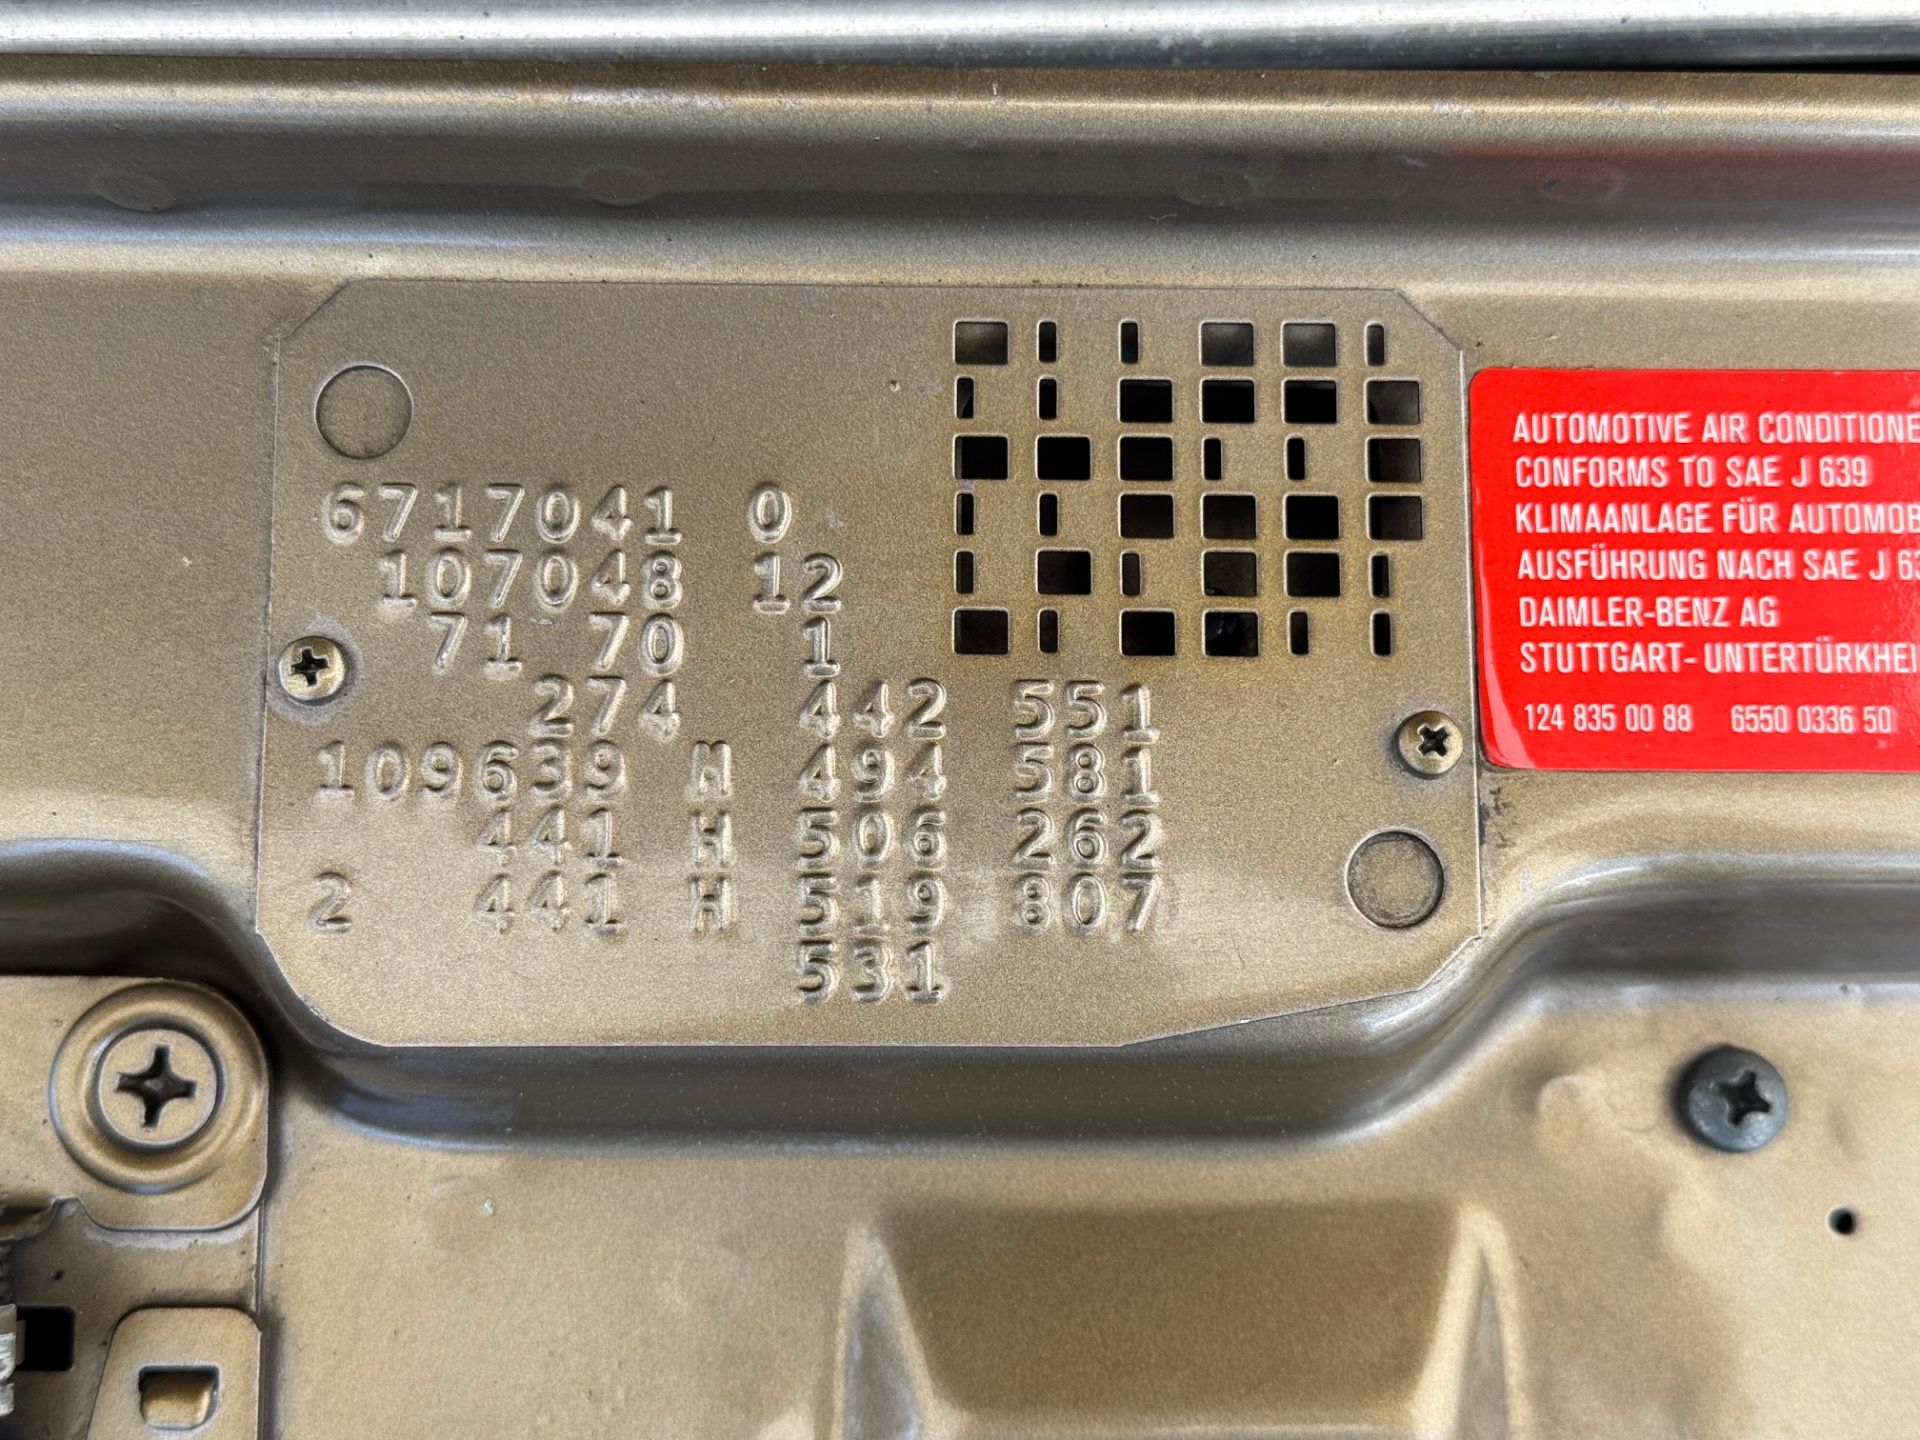 6717041 0
107048 12
71 70 1
274 442 551
109639 M 494 581
441 H 506 262
2 441 H 519 807
531
AUTOMOTIVE AIR CONDITIONE
CONFORMS TO SAE J 639
KLIMAANLAGE FÜR AUTOMOB
AUSFÜHRUNG NACH SAE J 63
DAIMLER-BENZ AG
STUTTGART-UNTERTÜRKHEI
124 835 00 88 6550 0336 50